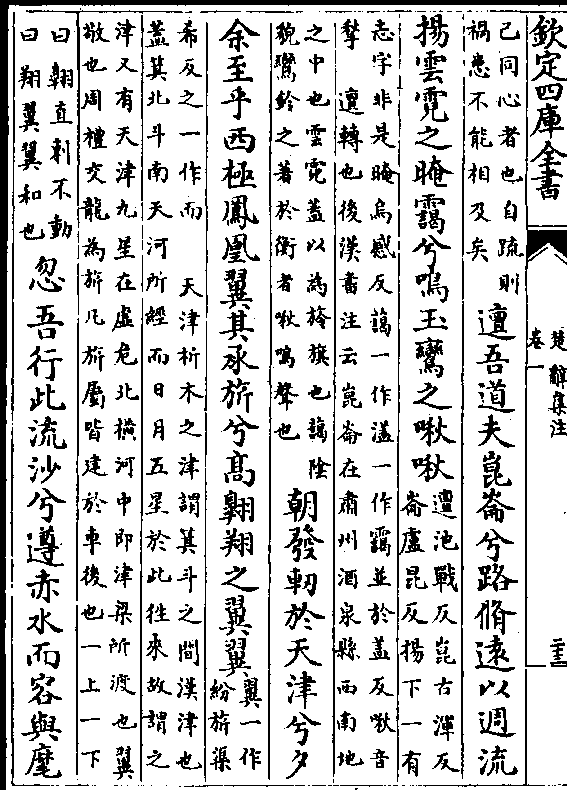 欽定四庫全書
楚辭集注
卷一
己同心者也自疏則
禍患不能相及矣
邅吾道夫崑崙兮路脩遠以週流
揚雲霓之晻靄兮鳴玉鸞之啾啾
邅池戰反崑古渾反
崙盧昆反揚下一有
志字非是晻烏感反藹一作濭一作靄並於蓋反啾音
揫 邅轉也後漢書注云崑崙在肅州酒泉縣西南地
之中也雲霓蓋以為旌旗也藹陰
貌鸞鈴之著於衡者啾鳴聲也
朝發軔於天津兮夕
余至乎西極鳳凰翼其承旂兮高翺翔之翼翼
翼一作
紛旂渠
希反之一作而 天津析木之津謂箕斗之間漢津也
蓋箕北斗南天河所經而日月五星於此徃來故謂之
津又有天津九星在虛危北橫河中即津梁所渡也翼
敬也周禮交龍為旂凡旂屬皆建於車後也一上一下
曰翺直刺不動
曰翔翼翼和也
忽吾行此流沙兮遵赤水而容與麾